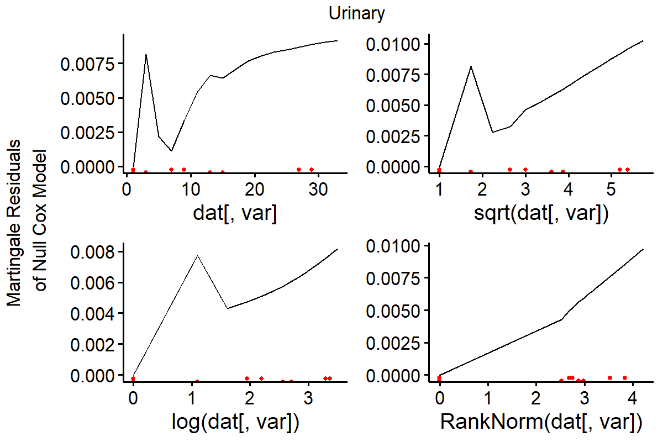 Urinary
Martingale Residuals
of Null Cox Model
0.0075
0.0050
0.0025
0.0000
0 10 20 30
dat[, var]
0.0100
0.0075
0.0050
0.0025
0.0000
1 2 3 4 5
sqrt(dat[, var])
0.008
0.006
0.004
0.002
0.000
0 1 2 3
log(dat[, var])
0.0100
0.0075
0.0050
0.0025
0.0000
0 1 2 3 4
RankNorm(dat[, var])